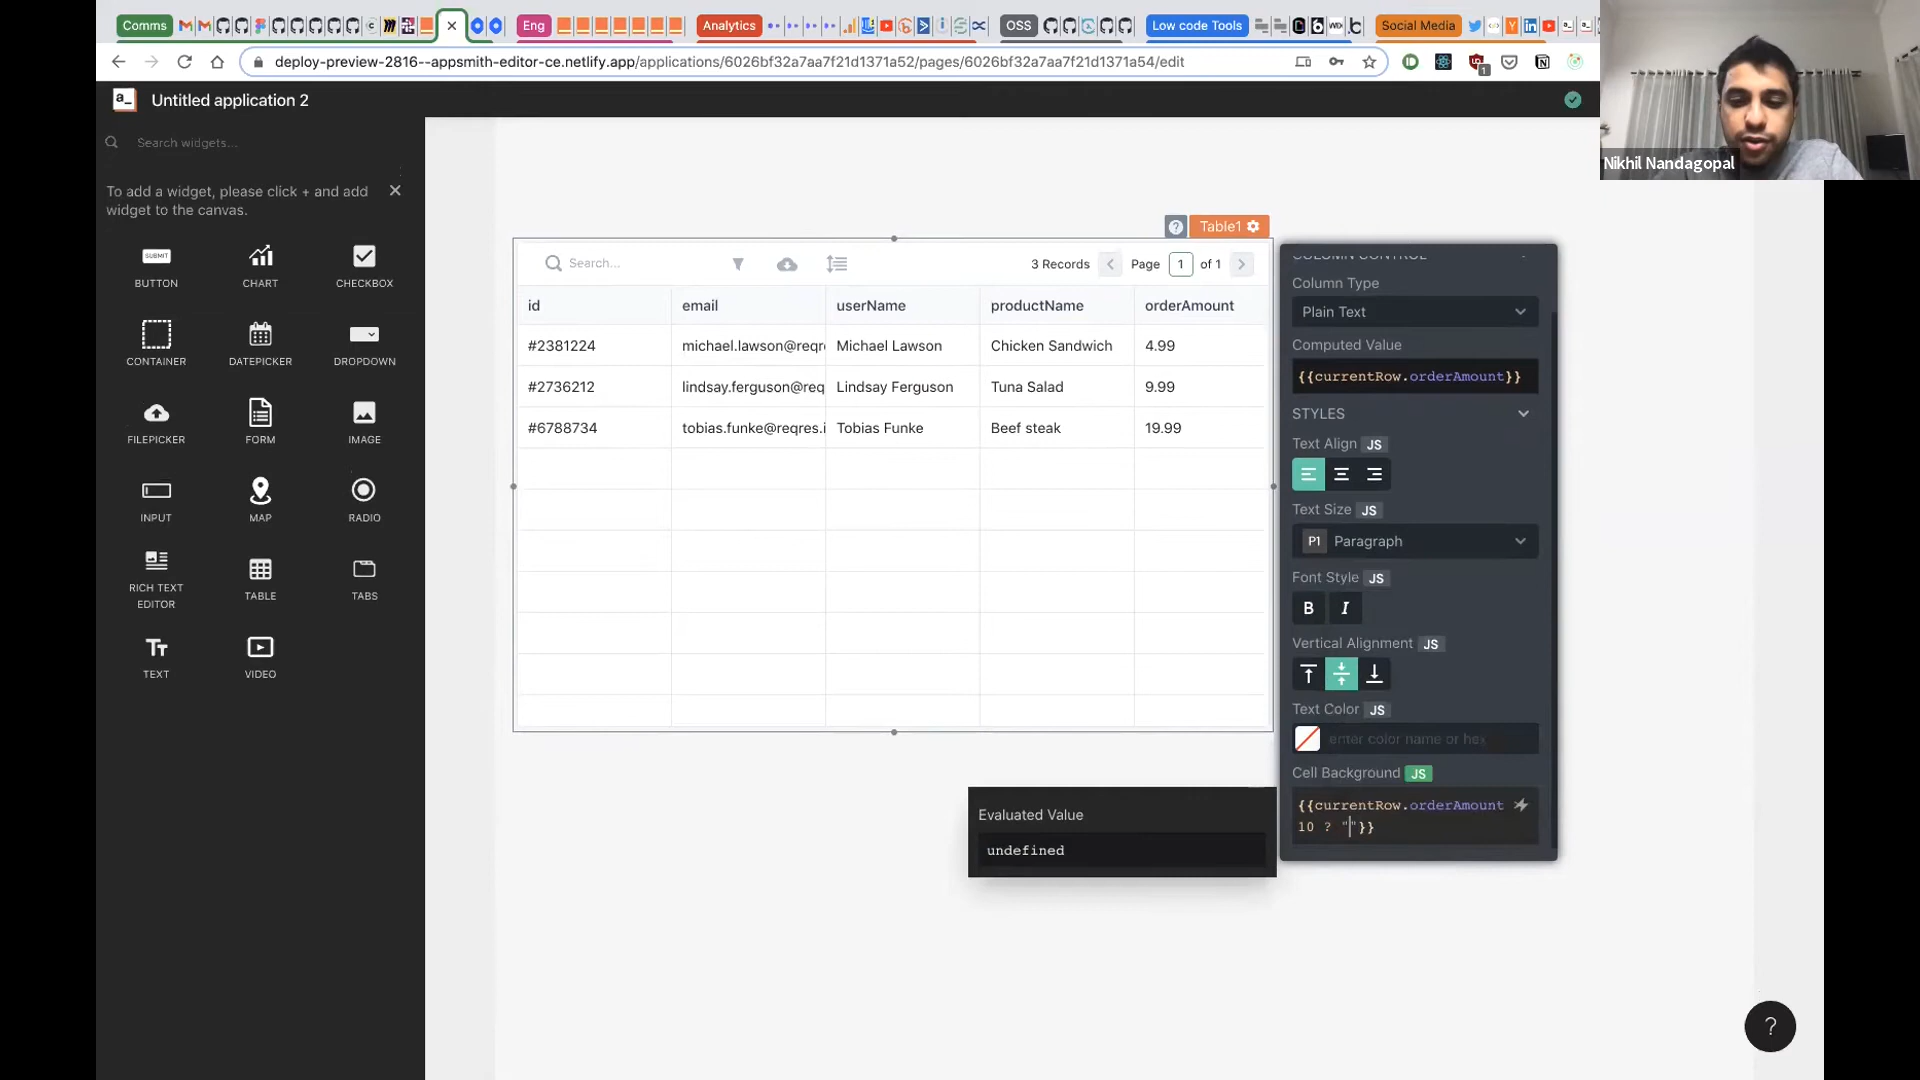 Comms
Eng
Analytics
OSS
Low code Tools
Social Media
deploy-preview-2816--appsmith-editor-ce.netlify.app/applications/6026bf32a7aa7f21d1371a52/pages/6026bf32a7aa7f21d1371a54/edit
a_ Untitled application 2
Nikhil Nandagopal
Search widgets...
To add a widget, please click + and add
widget to the canvas.
SUBMIT
BUTTON CHART CHECKBOX
CONTAINER DATEPICKER DROPDOWN
FILEPICKER FORM IMAGE
INPUT MAP RADIO
RICH TEXT
EDITOR
TABLE TABS
TEXT VIDEO
? Table1
Search... 3 Records Page 1 of 1
id email userName productName orderAmount
#2381224 michael.lawson@reqr Michael Lawson Chicken Sandwich 4.99
#2736212 lindsay.ferguson@req Lindsay Ferguson Tuna Salad 9.99
#6788734 tobias.funke@reqres.i Tobias Funke Beef steak 19.99
COLUMN CONTROL
Column Type
Plain Text
Computed Value
{{currentRow.orderAmount}}
STYLES
Text Align JS
Text Size JS
P1 Paragraph
Font Style JS
B I
Vertical Alignment JS
Text Color JS
enter color name or hex
Cell Background JS
{{currentRow.orderAmount
10 ? ""}}
Evaluated Value
undefined
?